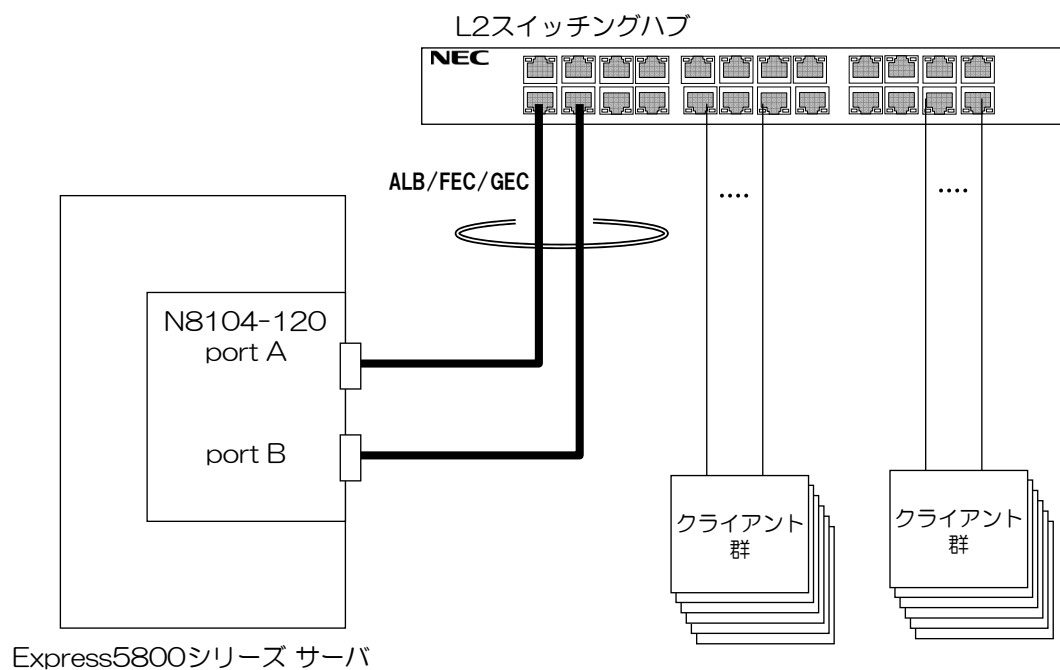 L2スイッチングハブ
NEC
ALB/FEC/GEC
....
....
N8104-120
port A
port B
クライアント
群
クライアント
群
Express5800シリーズ サーバ